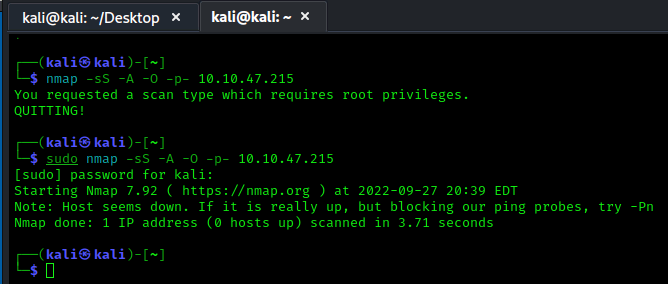 kali@kali: ~/Desktop × kali@kali: ~ ×
┌──(kali㉿kali)-[~]
└─$ nmap -sS -A -O -p- 10.10.47.215
You requested a scan type which requires root privileges.
QUITTING!
┌──(kali㉿kali)-[~]
└─$ sudo nmap -sS -A -O -p- 10.10.47.215
[sudo] password for kali:
Starting Nmap 7.92 ( https://nmap.org ) at 2022-09-27 20:39 EDT
Note: Host seems down. If it is really up, but blocking our ping probes, try -Pn
Nmap done: 1 IP address (0 hosts up) scanned in 3.71 seconds
┌──(kali㉿kali)-[~]
└─$